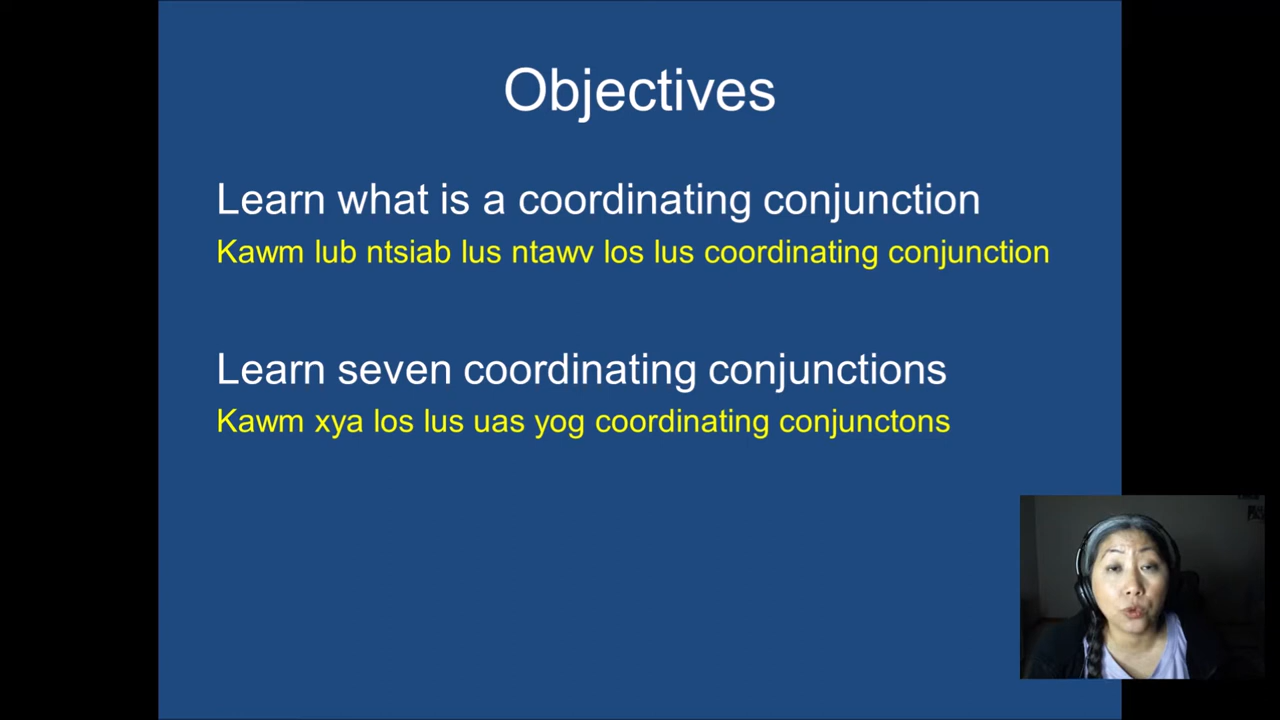 Objectives
Learn what is a coordinating conjunction
Kawm lub ntsiab lus ntawv los lus coordinating conjunction
Learn seven coordinating conjunctions
Kawm xya los lus uas yog coordinating conjunctons